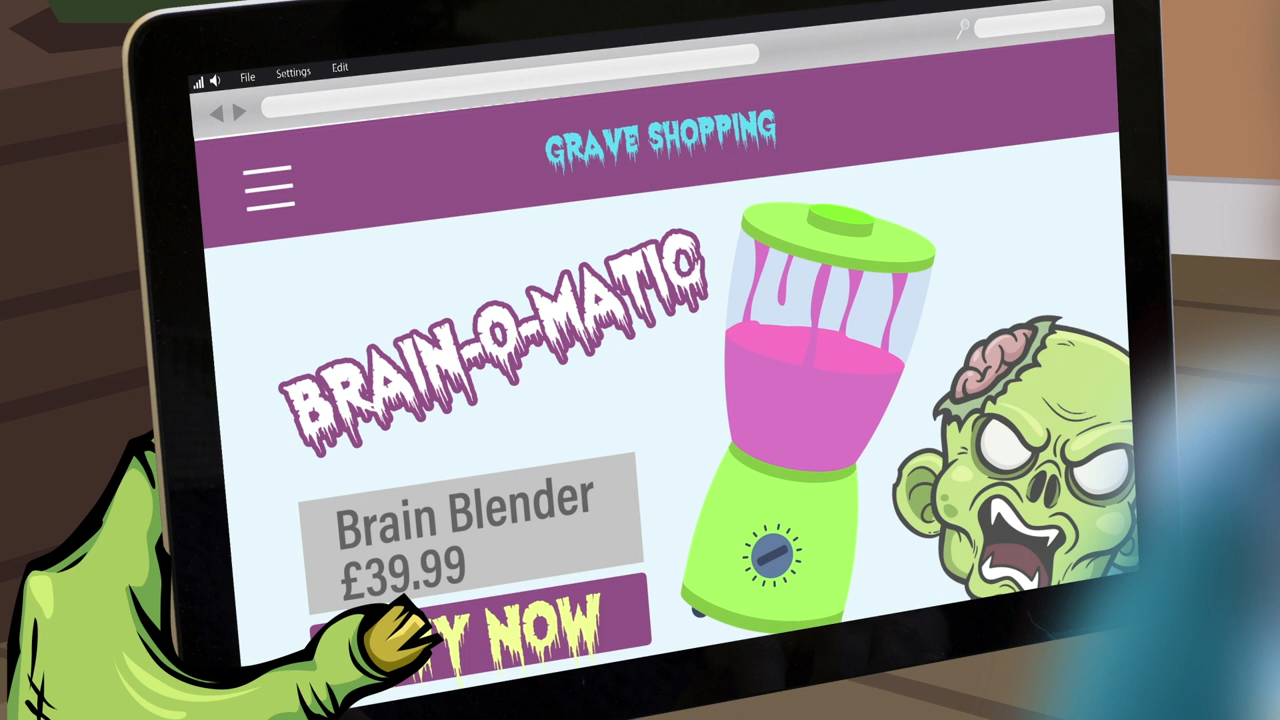 File Settings Edit
GRAVE SHOPPING
BRAIN-O-MATIC
Brain Blender
£39.99
Y NOW